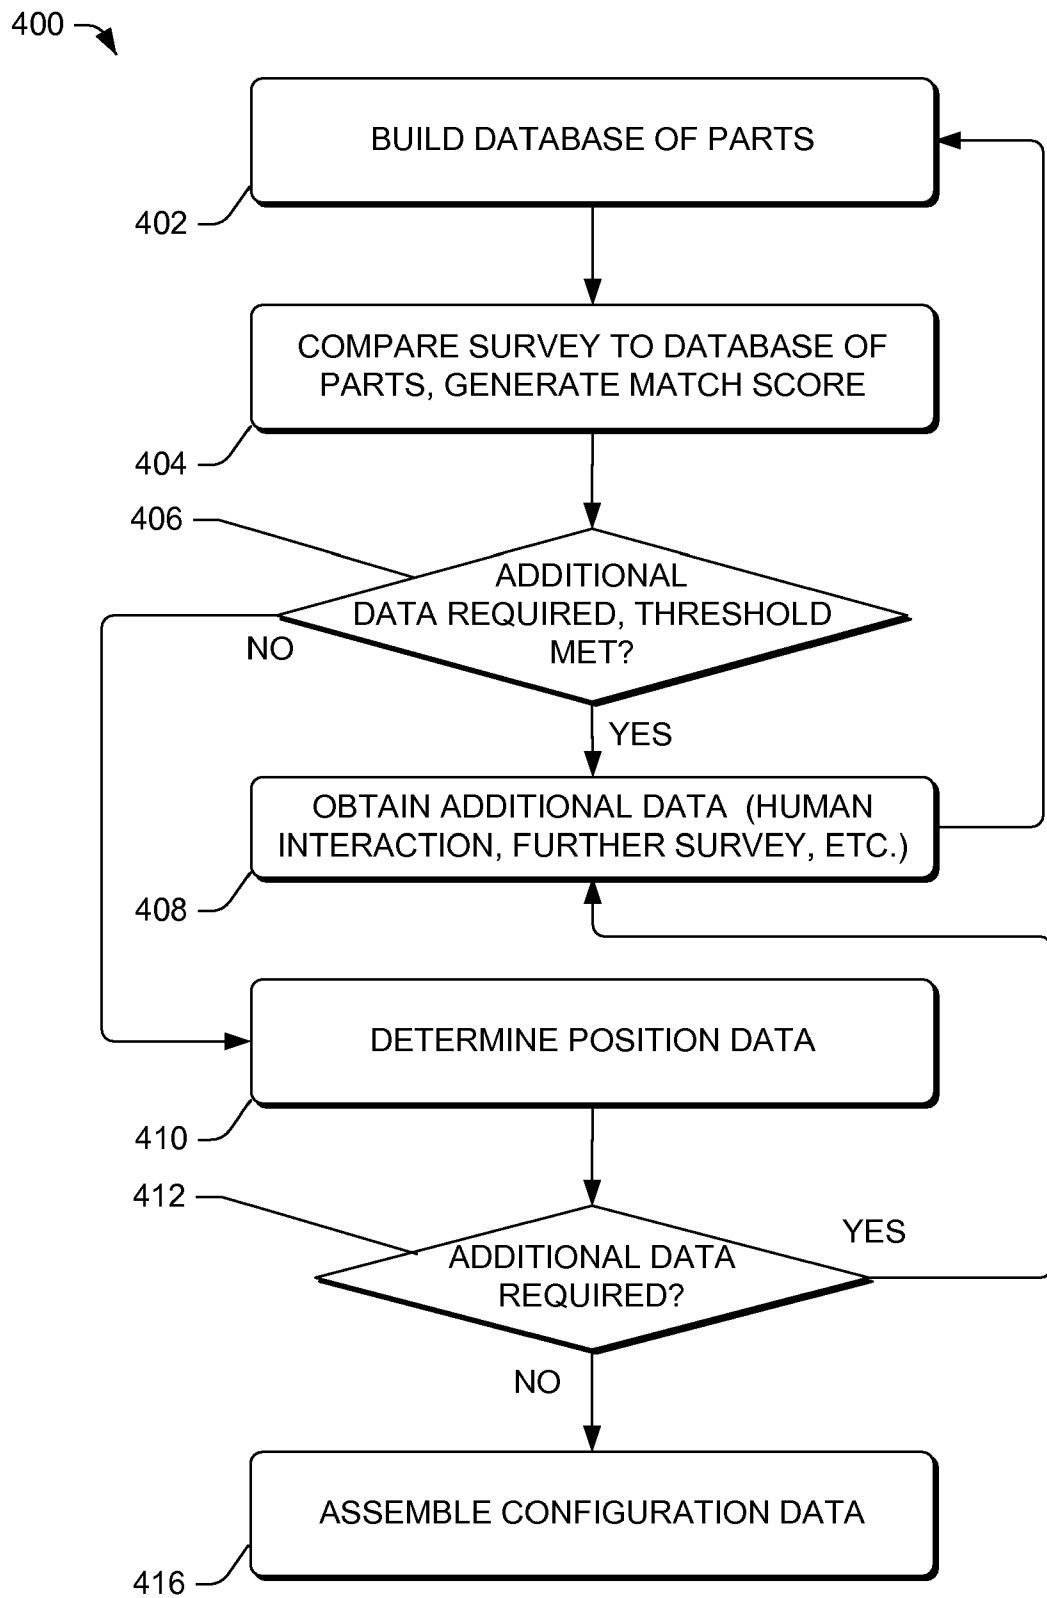 400
BUILD DATABASE OF PARTS
402
COMPARE SURVEY TO DATABASE OF
PARTS, GENERATE MATCH SCORE
404
406
ADDITIONAL
DATA REQUIRED, THRESHOLD
MET?
NO
YES
OBTAIN ADDITIONAL DATA (HUMAN
INTERACTION, FURTHER SURVEY, ETC.)
408
DETERMINE POSITION DATA
410
412
YES
ADDITIONAL DATA
REQUIRED?
NO
ASSEMBLE CONFIGURATION DATA
416